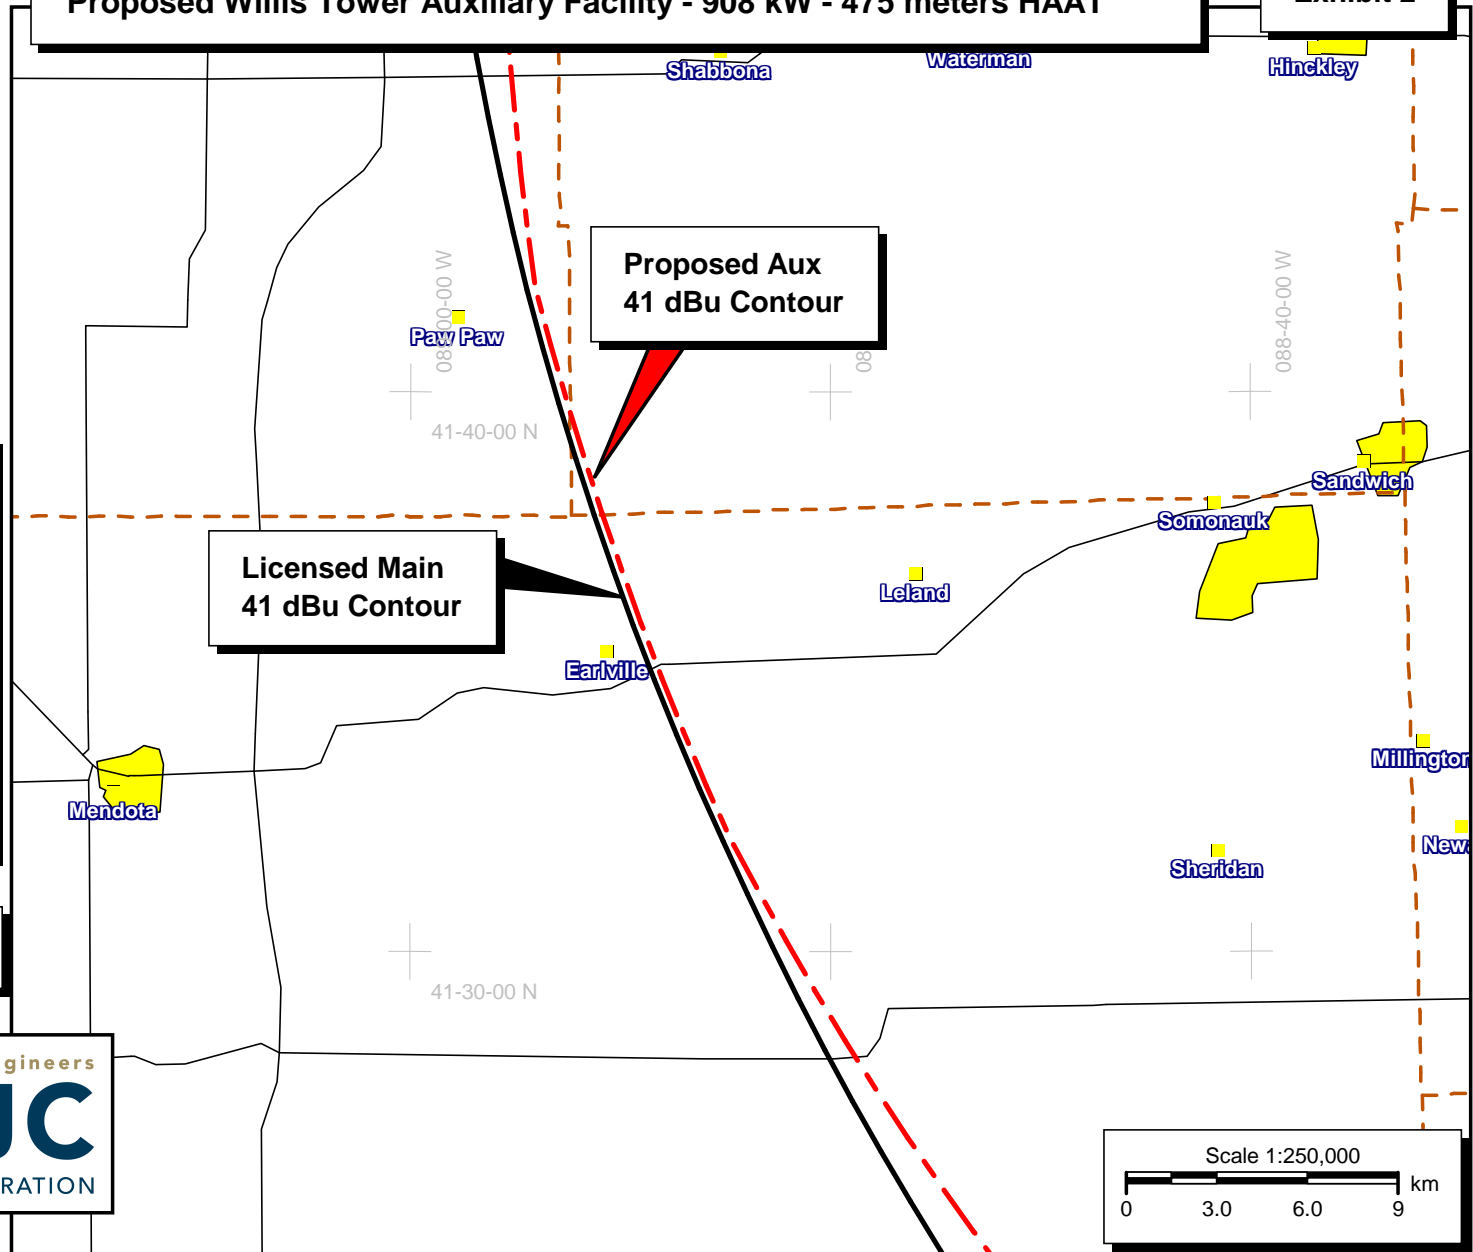 Proposed Willis Tower Auxiliary Facility - 908 kW - 475 meters HAAT
Shabbona
Waterman
Hinckley
Proposed Aux
41 dBu Contour
088-40-00 W
Paw Paw
41-40-00 N
Sandwich
Somonauk
Licensed Main
41 dBu Contour
Leland
Earlville
Mendota
Sheridan
41-30-00 N
Scale 1:250,000
km
0 3.0 6.0 9